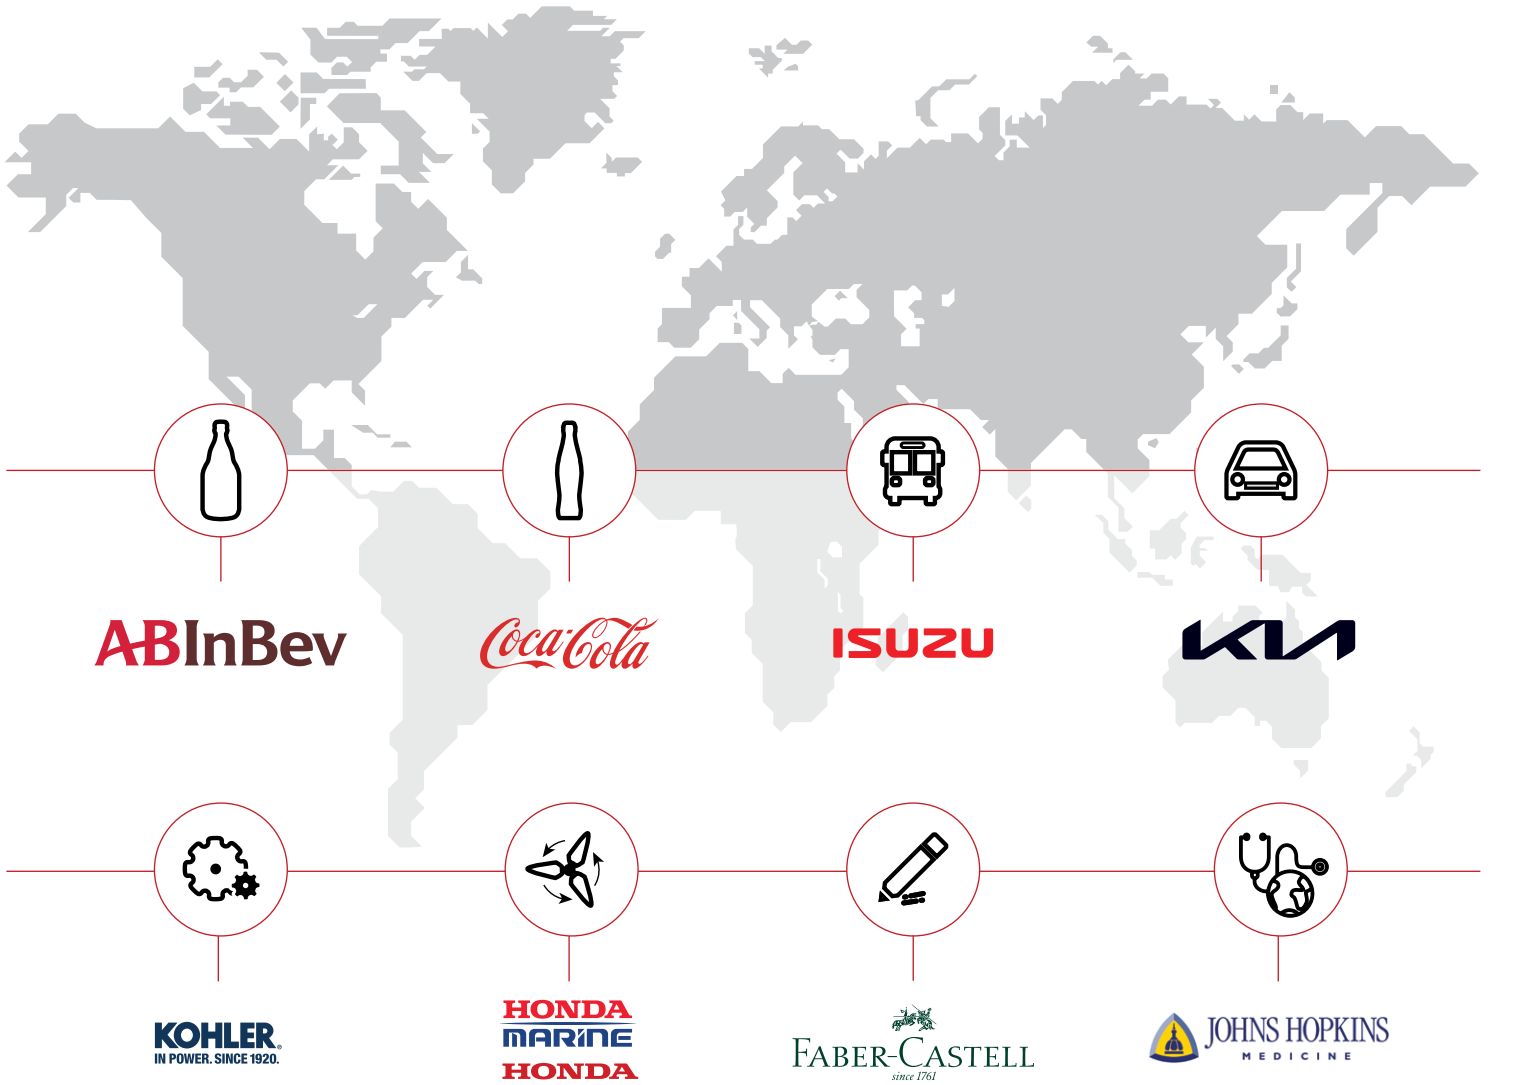 ABInBev
Coca-Cola
ISUZU
KIA
KOHLER®
IN POWER. SINCE 1920.
HONDA
MARINE
HONDA
FABER-CASTELL
since 1761
JOHNS HOPKINS
MEDICINE